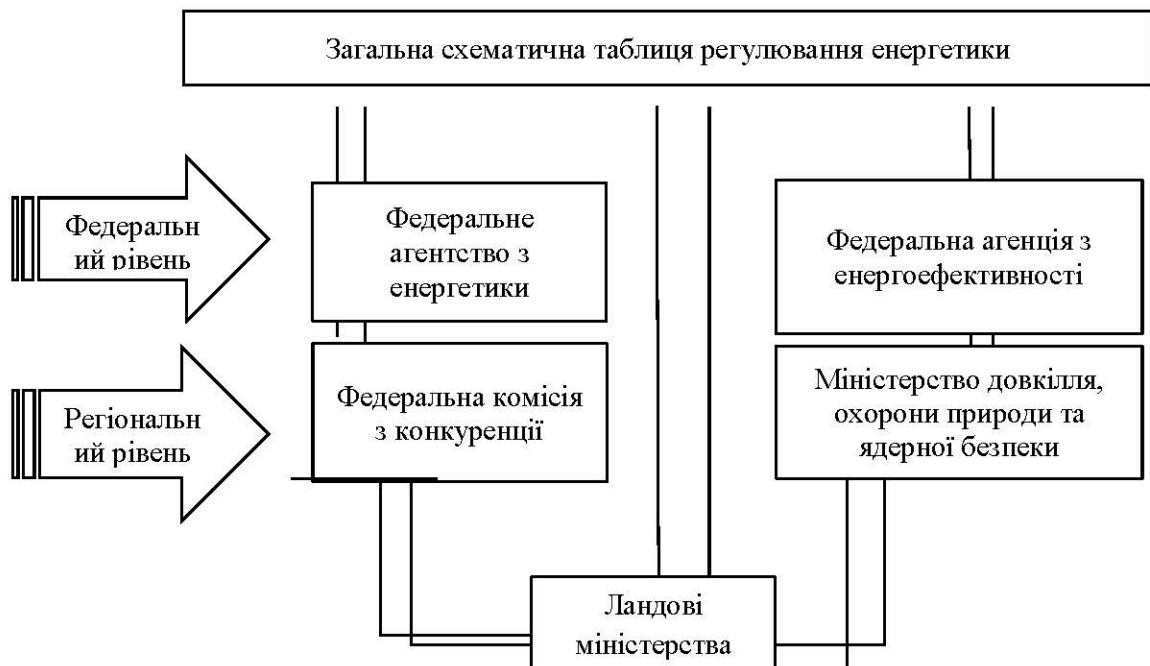 Загальна схематична таблиця регулювання енергетики
Федеральн
ий рівень
Федеральне
агентство з
енергетики
Федеральна агенція з
енергоефективності
Регіональн
ий рівень
Федеральна комісія
з конкуренції
Міністерство довкілля,
охорони природи та
ядерної безпеки
Ландові
міністерства